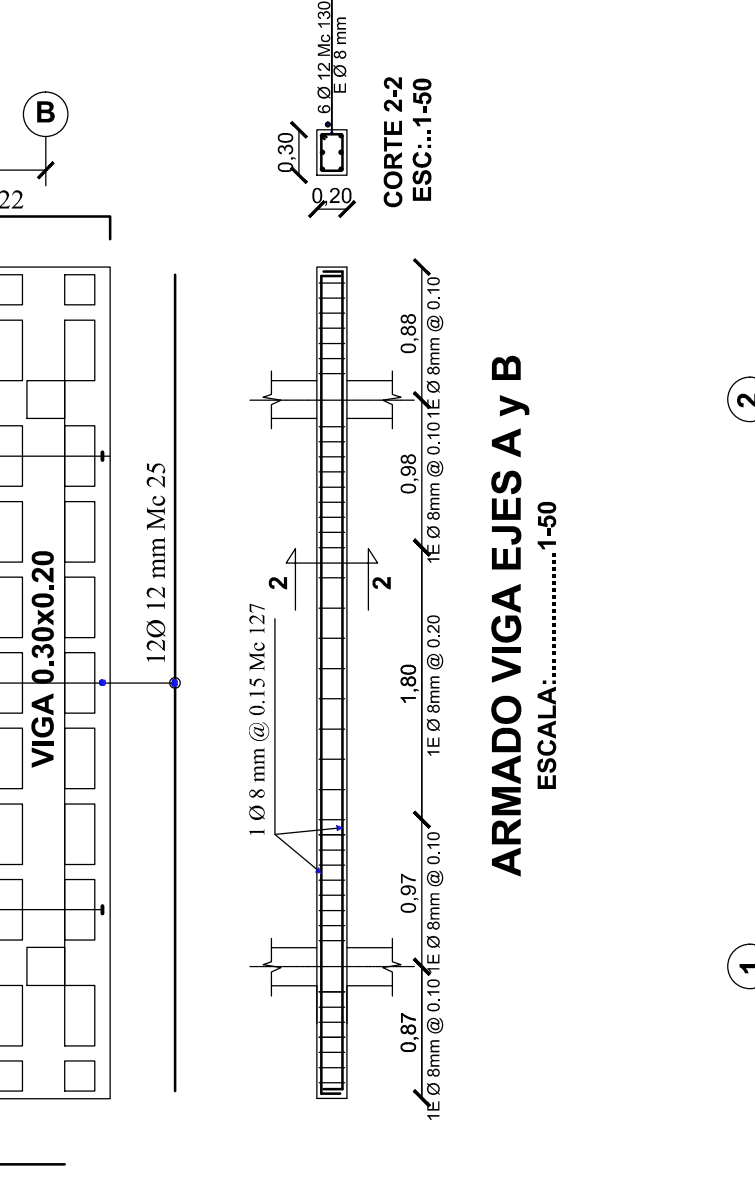 B
22
VIGA 0.30x0.20
12Ø 12 mm Mc 25
6 Ø 12 Mc 130
E Ø 8 mm
0,30
0,20
CORTE 2-2
ESC:..1-50
1 Ø 8 mm @ 0.15 Mc 127
2
2
0,87
0,97
1,80
0,98
0,88
1E Ø 8mm @ 0.10
1E Ø 8mm @ 0.10
1E Ø 8mm @ 0.20
1E Ø 8mm @ 0.10
1E Ø 8mm @ 0.10
ARMADO VIGA EJES A y B
ESCALA:.....................1-50
2
1